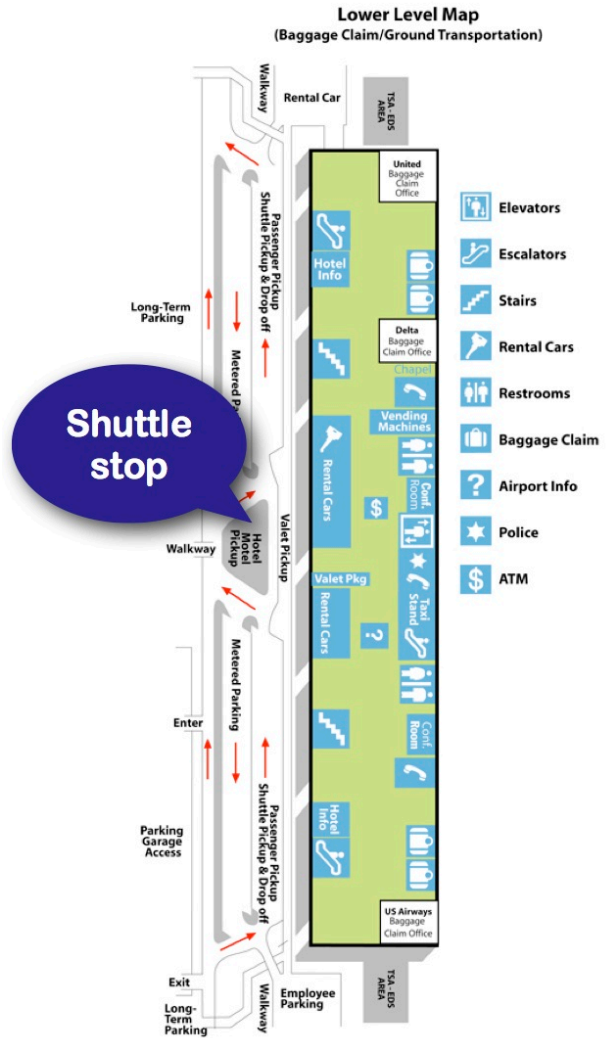 Lower Level Map
(Baggage Claim/Ground Transportation)
Walkway
Rental Car
TSA - EDS
AREA
United
Baggage
Claim
Office
Passenger Pickup
Shuttle Pickup & Drop off
Hotel
Info
Long-Term
Parking
Metered Pa
Delta
Baggage
Claim Office
Chapel
Vending
Machines
Shuttle
stop
Rental Cars
Conf.
Room
$
Walkway
Hotel
Motel
Pickup
Valet Pickup
Valet Pkg
Taxi
Stand
Rental Cars
?
Metered Parking
Enter
Conf.
Room
Parking
Garage
Access
Passenger Pickup
Shuttle Pickup & Drop off
Hotel
Info
US Airways
Baggage
Claim Office
Exit
Long-
Term
Parking
Walkway
Employee
Parking
TSA - EDS
AREA
Elevators
Escalators
Stairs
Rental Cars
Restrooms
Baggage Claim
? Airport Info
Police
$ ATM